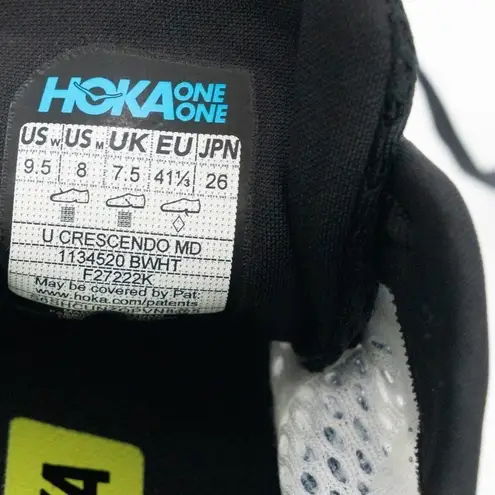 HOKA ONE ONE
US W US M UK EU JPN
9.5 8 7.5 41⅓ 26
U CRESCENDO MD
1134520 BWHT
F27222K
May be covered by Pat.
www.hoka.com/patents